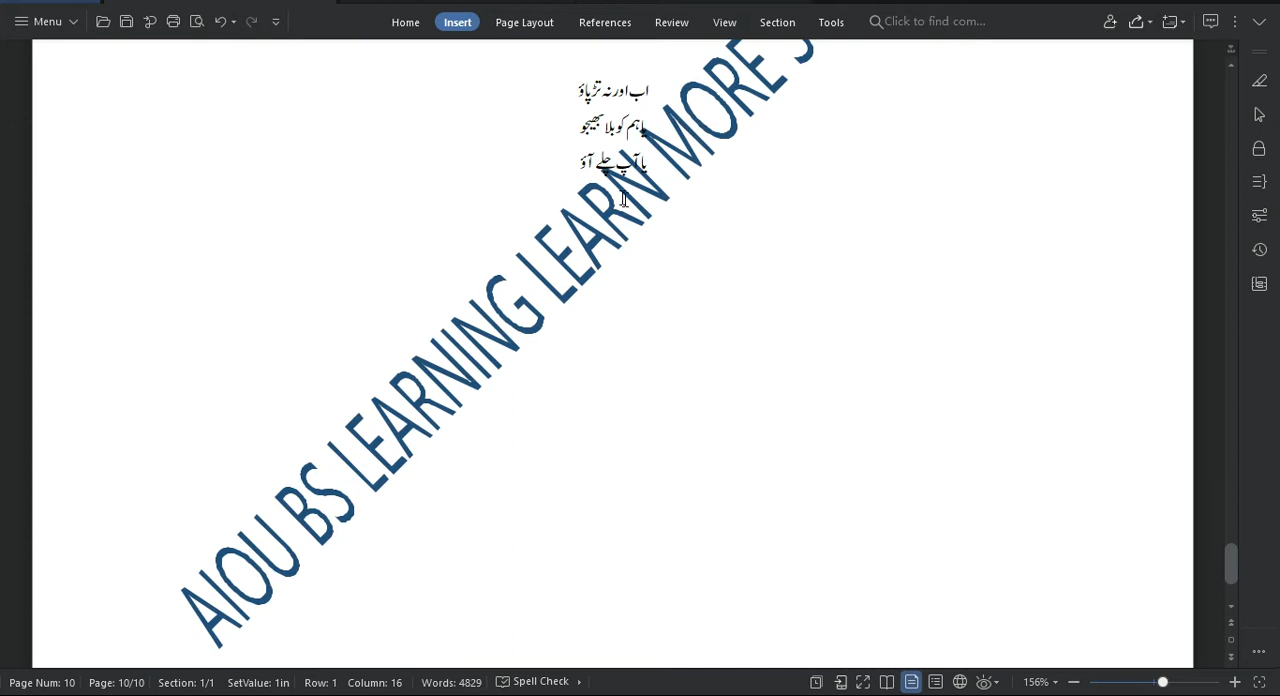 Menu Home Insert Page Layout References Review View Section Tools Click to find com...
اب اور نہ تڑپاؤ
یا ہم کو بلا بھیجو
یا آپ چلے آؤ
AIOU BS LEARNING LEARN MORE
Page Num: 10 Page: 10/10 Section: 1/1 SetValue: 1in Row: 1 Column: 16 Words: 4829 Spell Check 156%